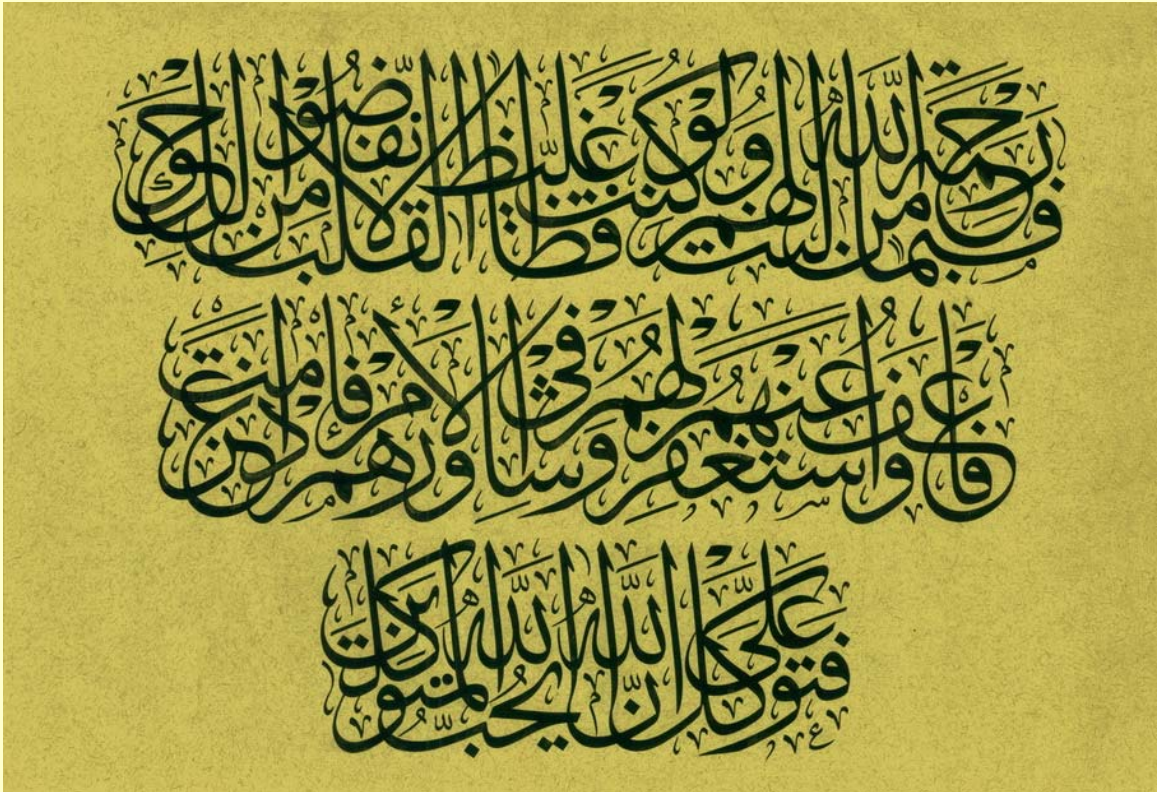 فبما رحمة من الله لنت لهم ولو كنت فظا غليظ القلب لانفضوا من حولك
فاعف عنهم واستغفر لهم وشاورهم في الأمر فإذا عزمت
فتوكل على الله إن الله يحب المتوكلين